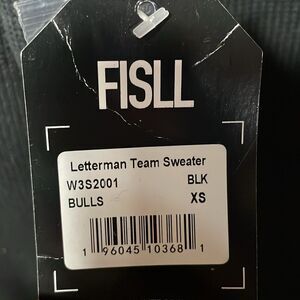 FISLL
Letterman Team Sweater
W3S2001 BLK
BULLS XS
1 96045 10368 1